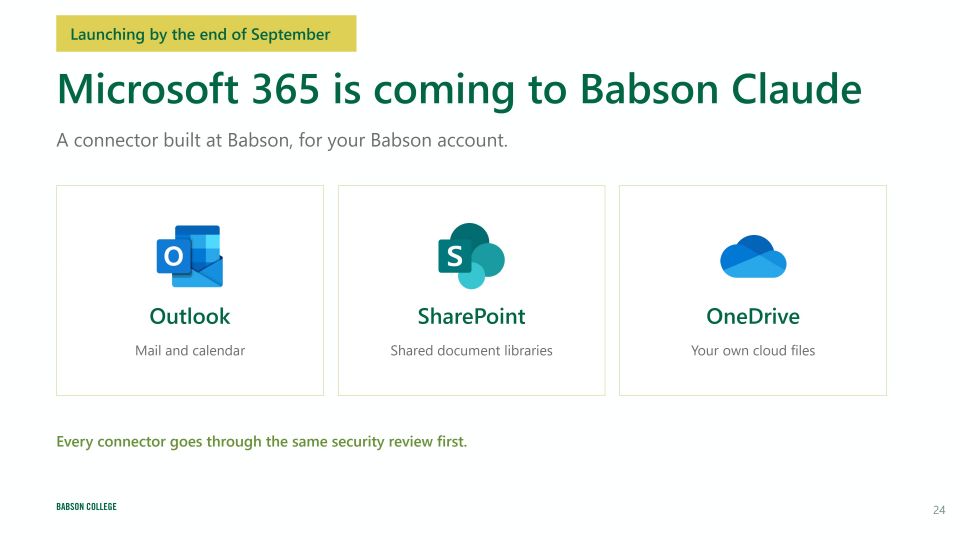 Launching by the end of September
Microsoft 365 is coming to Babson Claude
A connector built at Babson, for your Babson account.
O
Outlook
Mail and calendar
S
SharePoint
Shared document libraries
OneDrive
Your own cloud files
Every connector goes through the same security review first.
BABSON COLLEGE
24